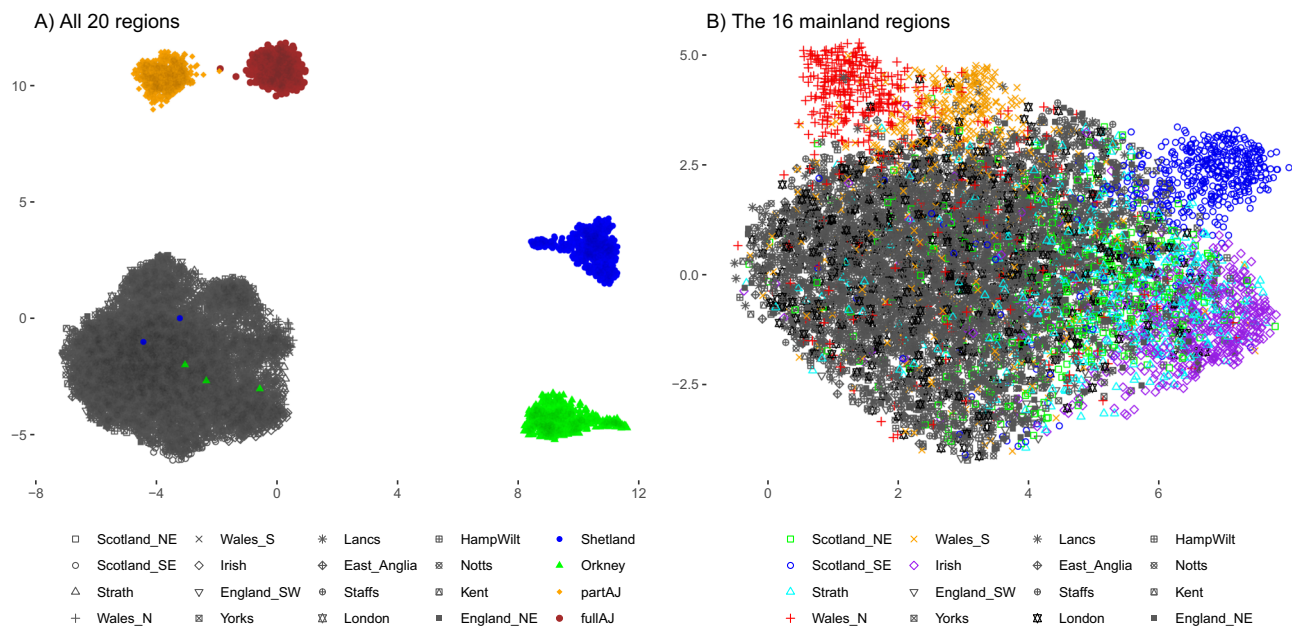 A) All 20 regions
10
5
0
−5
−8
−4
0
4
8
12
Scotland_NE Wales_S Lancs HampWilt Shetland
Scotland_SE Irish East_Anglia Notts Orkney
Strath England_SW Staffs Kent partAJ
Wales_N Yorks London England_NE fullAJ
B) The 16 mainland regions
5.0
2.5
0.0
−2.5
0
2
4
6
Scotland_NE Wales_S Lancs HampWilt
Scotland_SE Irish East_Anglia Notts
Strath England_SW Staffs Kent
Wales_N Yorks London England_NE